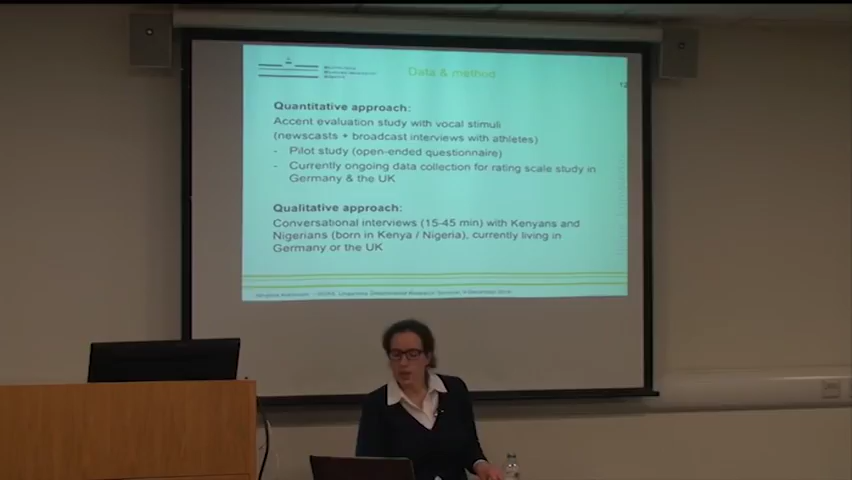 Data & method
12
Quantitative approach:
Accent evaluation study with vocal stimuli
(newscasts + broadcast interviews with athletes)
- Pilot study (open-ended questionnaire)
- Currently ongoing data collection for rating scale study in
Germany & the UK
Qualitative approach:
Conversational interviews (15-45 min) with Kenyans and
Nigerians (born in Kenya / Nigeria), currently living in
Germany or the UK